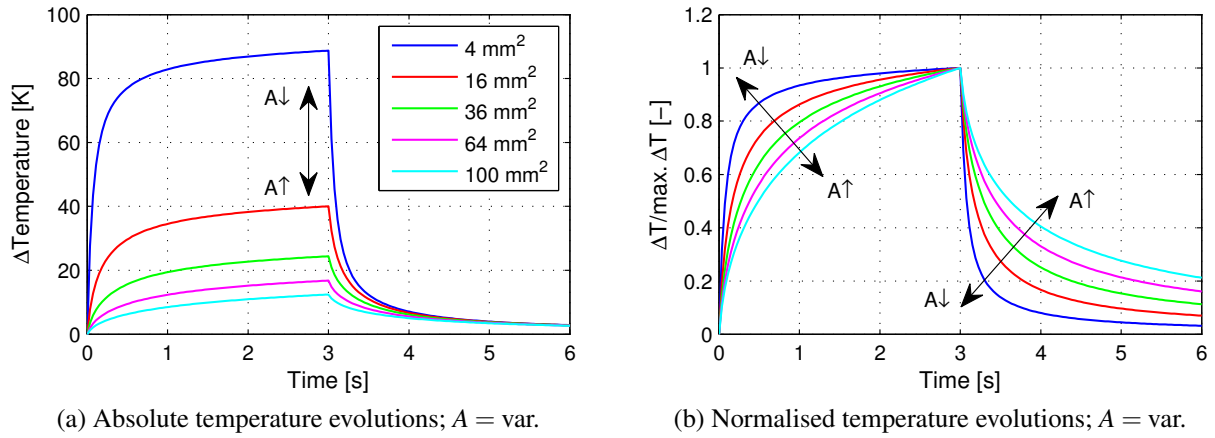 100
80
60
40
20
0
0 1 2 3 4 5 6
ΔTemperature [K]
Time [s]
A↓
A↑
4 mm²
16 mm²
36 mm²
64 mm²
100 mm²
(a) Absolute temperature evolutions; A = var.
1.2
1
0.8
0.6
0.4
0.2
0
0 1 2 3 4 5 6
ΔT/max. ΔT [–]
Time [s]
A↓
A↑
A↑
A↓
(b) Normalised temperature evolutions; A = var.